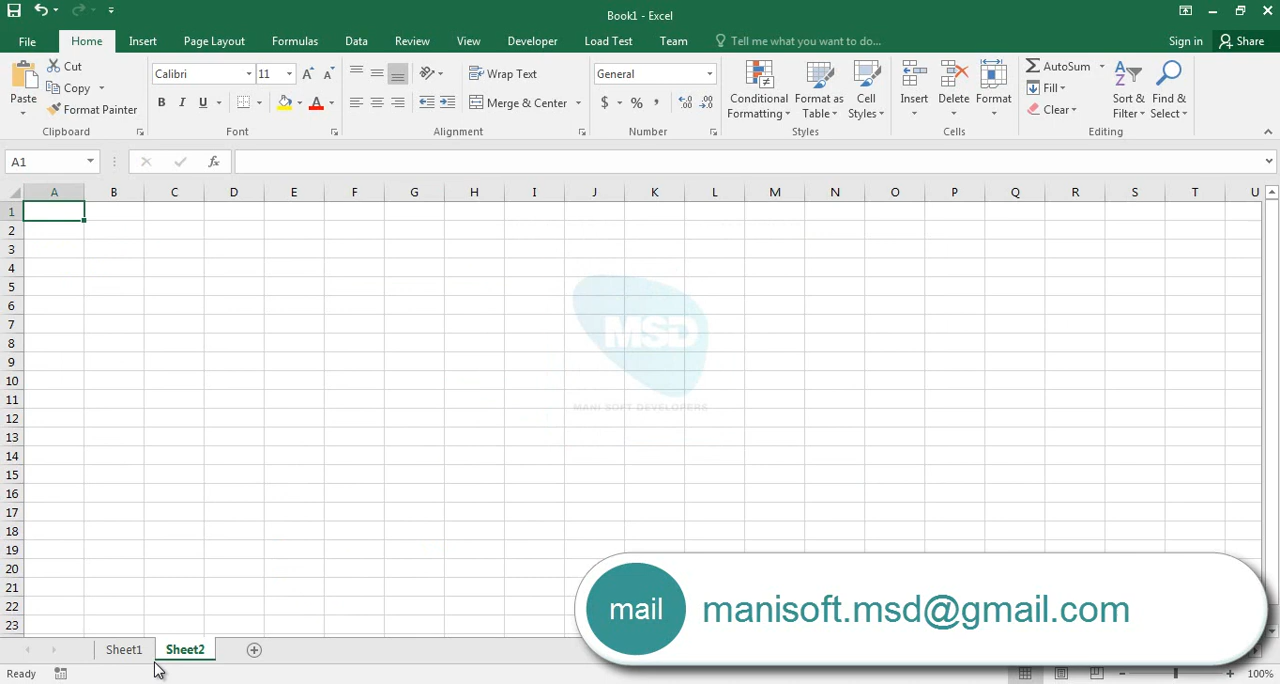 Book1 - Excel
File Home Insert Page Layout Formulas Data Review View Developer Load Test Team Tell me what you want to do... Sign in Share
Paste Cut Copy Format Painter Clipboard
Calibri 11 B I U A A A Font
Wrap Text Merge & Center Alignment
General $ % , Number
Conditional Formatting Format as Table Cell Styles Styles
Insert Delete Format Cells
AutoSum Fill Clear Sort & Filter Find & Select Editing
A1 fx
A B C D E F G H I J K L M N O P Q R S T U
1
2
3
4
5
6
7
8
9
10
11
12
13
14
15
16
17
18
19
20
21
22
23
MSD
MANI SOFT DEVELOPERS
mail manisoft.msd@gmail.com
Sheet1 Sheet2
Ready 100%